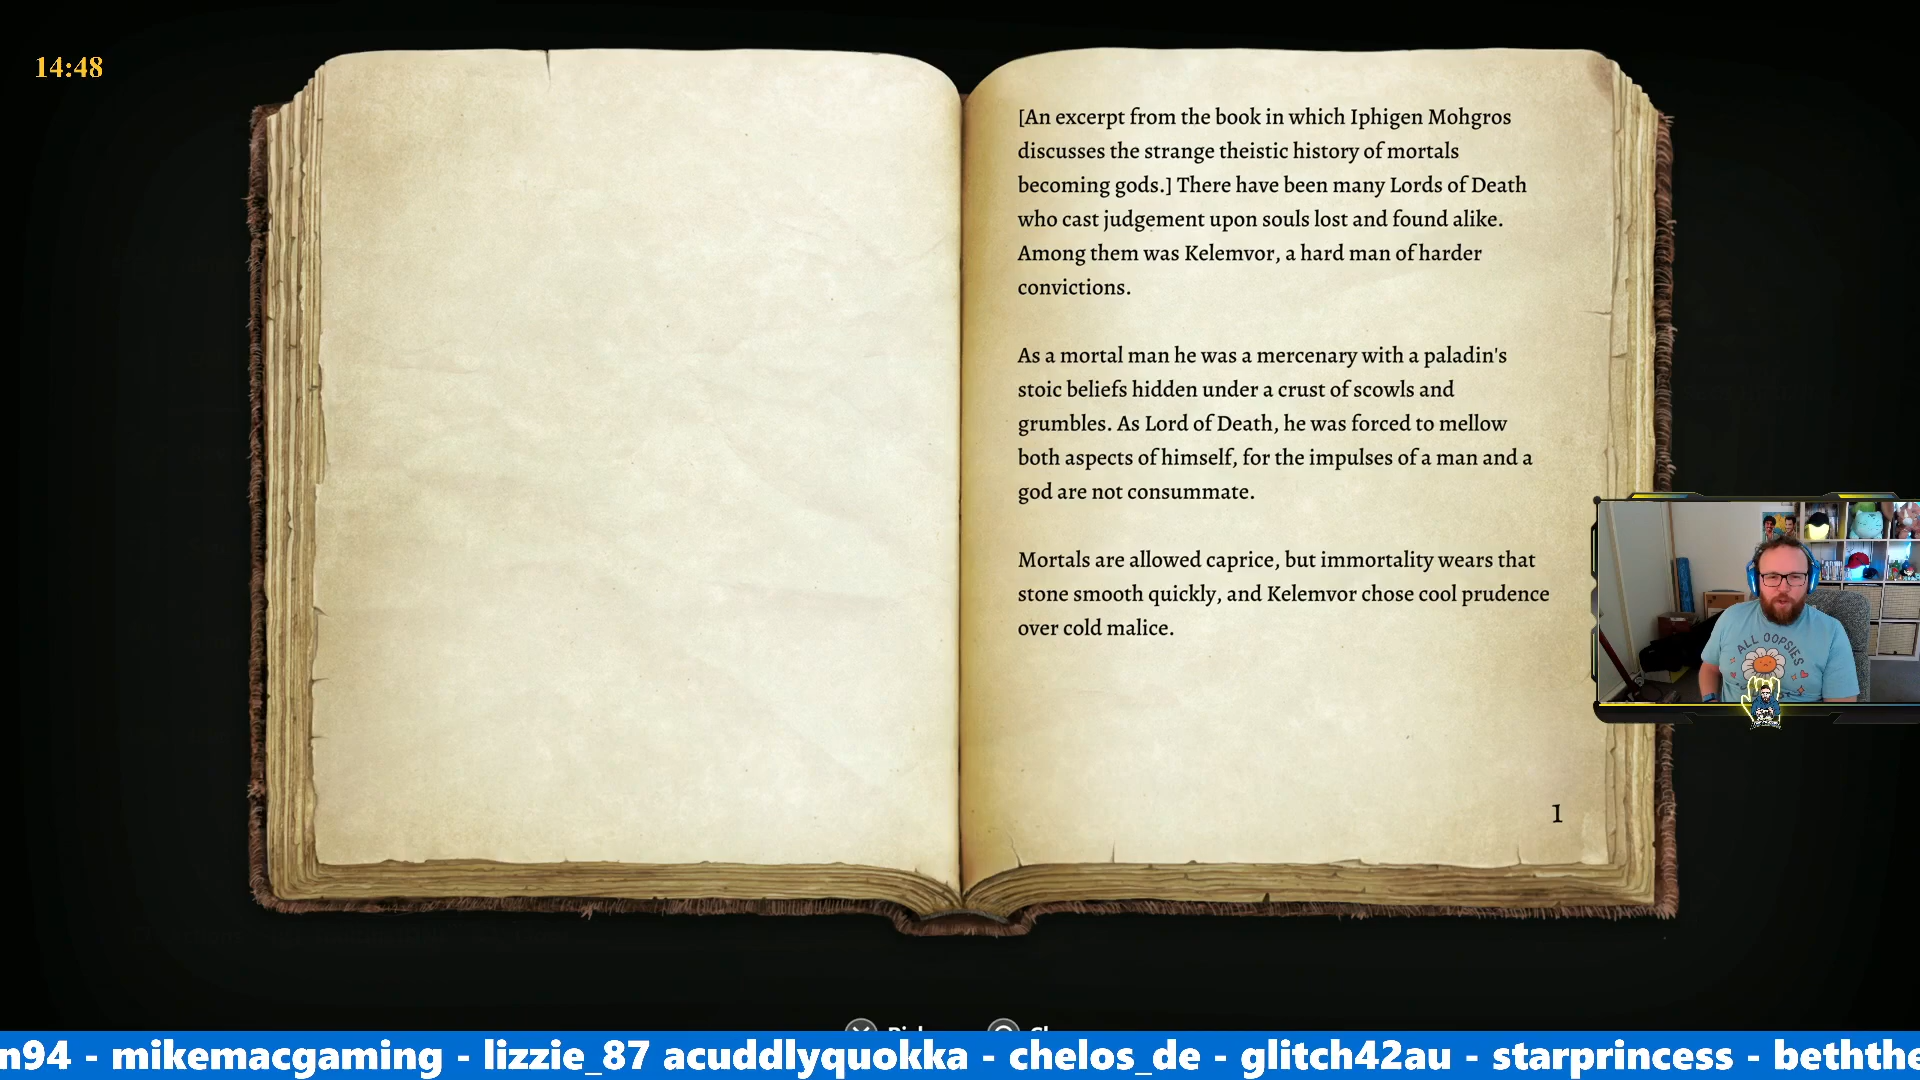 14:48
[An excerpt from the book in which Iphigen Mohgros
discusses the strange theistic history of mortals
becoming gods.] There have been many Lords of Death
who cast judgement upon souls lost and found alike.
Among them was Kelemvor, a hard man of harder
convictions.
As a mortal man he was a mercenary with a paladin's
stoic beliefs hidden under a crust of scowls and
grumbles. As Lord of Death, he was forced to mellow
both aspects of himself, for the impulses of a man and a
god are not consummate.
Mortals are allowed caprice, but immortality wears that
stone smooth quickly, and Kelemvor chose cool prudence
over cold malice.
1
ALL OOPSIES
n94 - mikemacgaming - lizzie_87 acuddlyquokka - chelos_de - glitch42au - starprincess - beththe